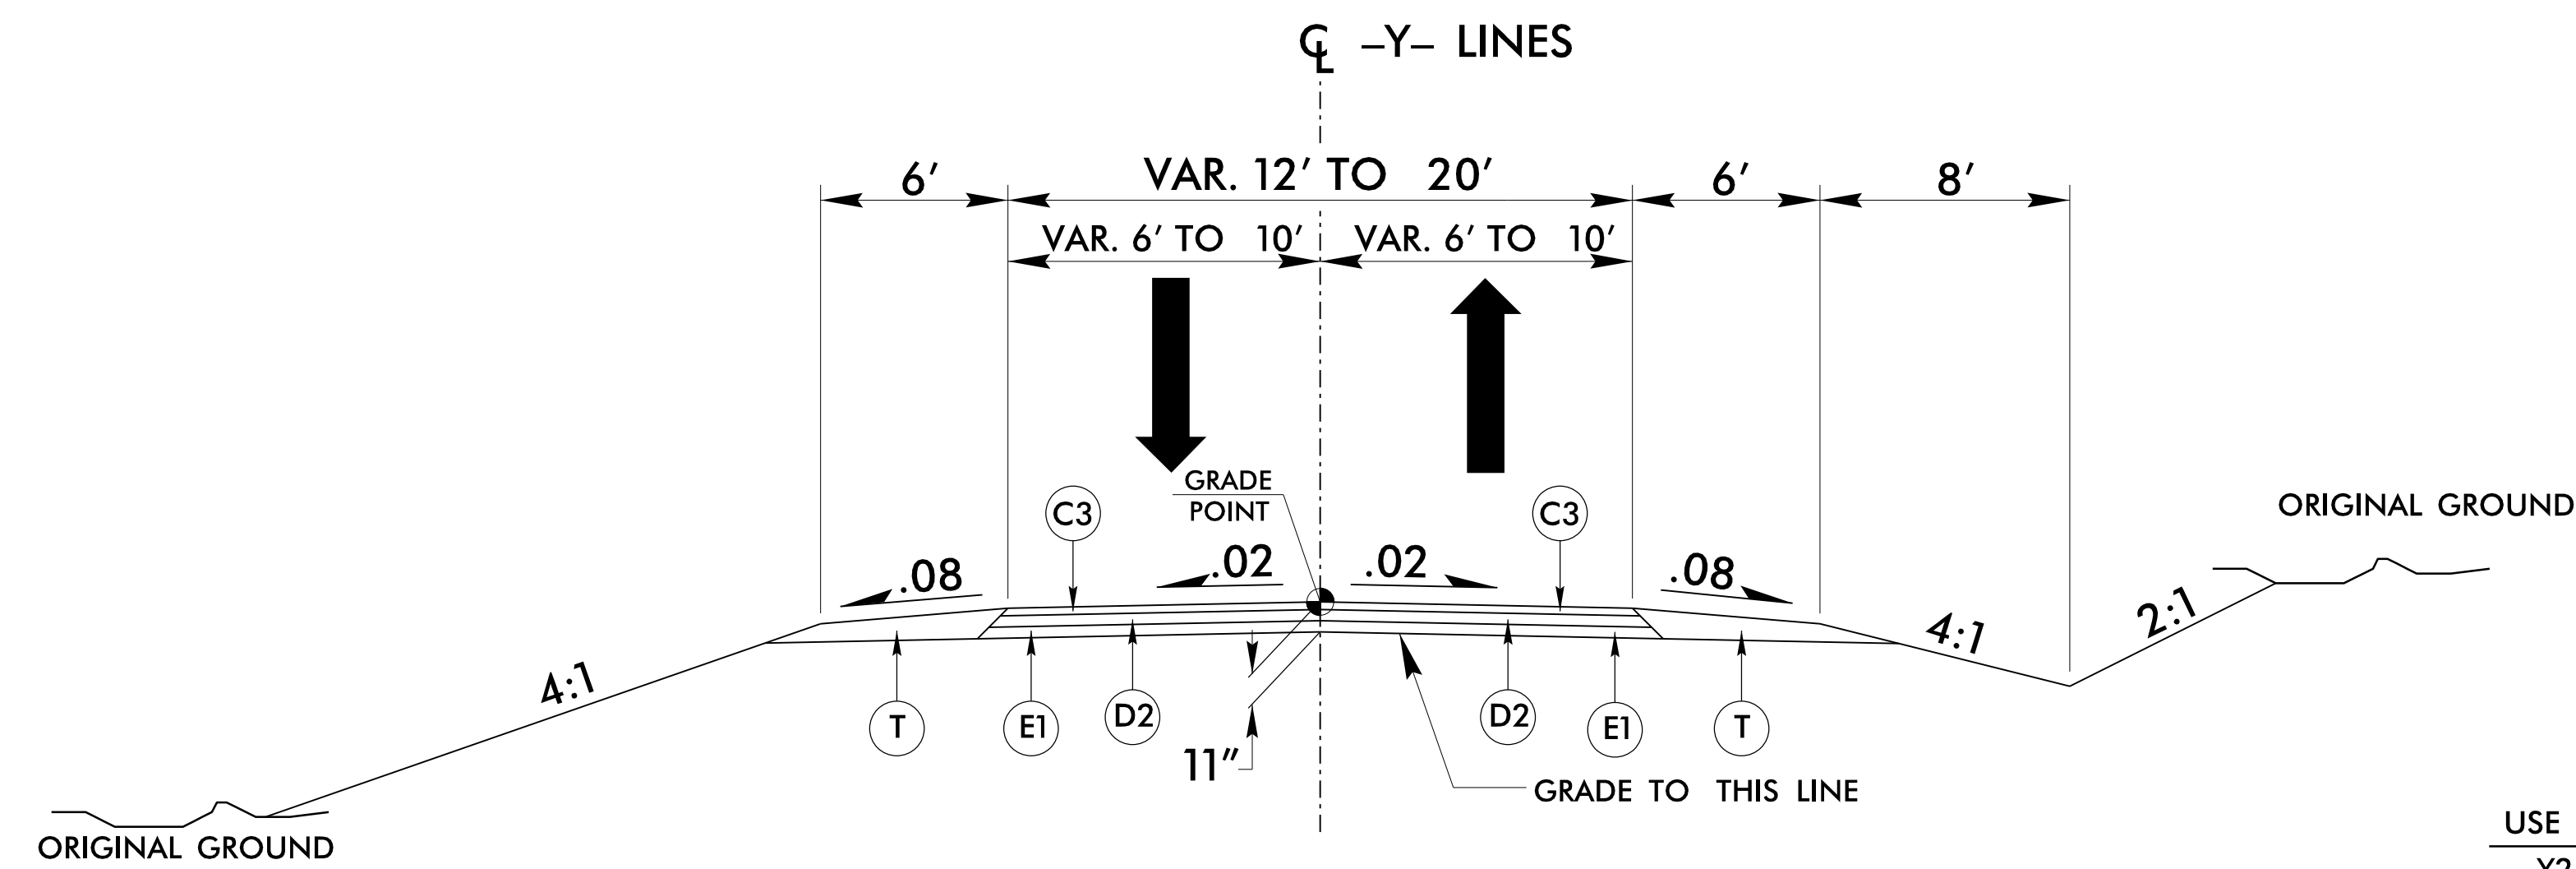 ℄ –Y– LINES
6' VAR. 12' TO 20' 6' 8'
VAR. 6' TO 10' VAR. 6' TO 10'
GRADE
POINT
C3 C3
ORIGINAL GROUND
.08 .02 .02 .08
4:1 2:1
4:1
T E1 D2 D2 E1 T
11"
GRADE TO THIS LINE
ORIGINAL GROUND
USE